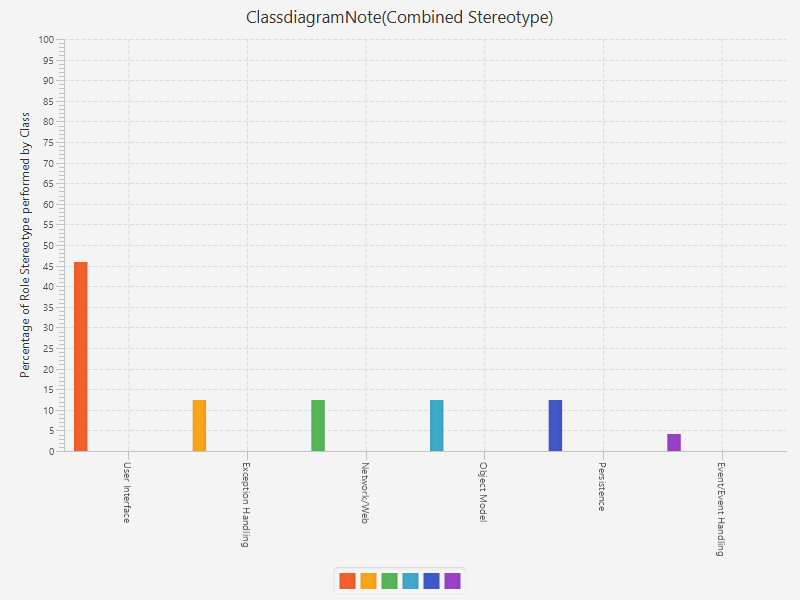 ClassdiagramNote(Combined Stereotype)
Percentage of Role Stereotype performed by Class
100
95
90
85
80
75
70
65
60
55
50
45
40
35
30
25
20
15
10
5
0
User Interface
Exception Handling
Network/Web
Object Model
Persistence
Event/Event Handling